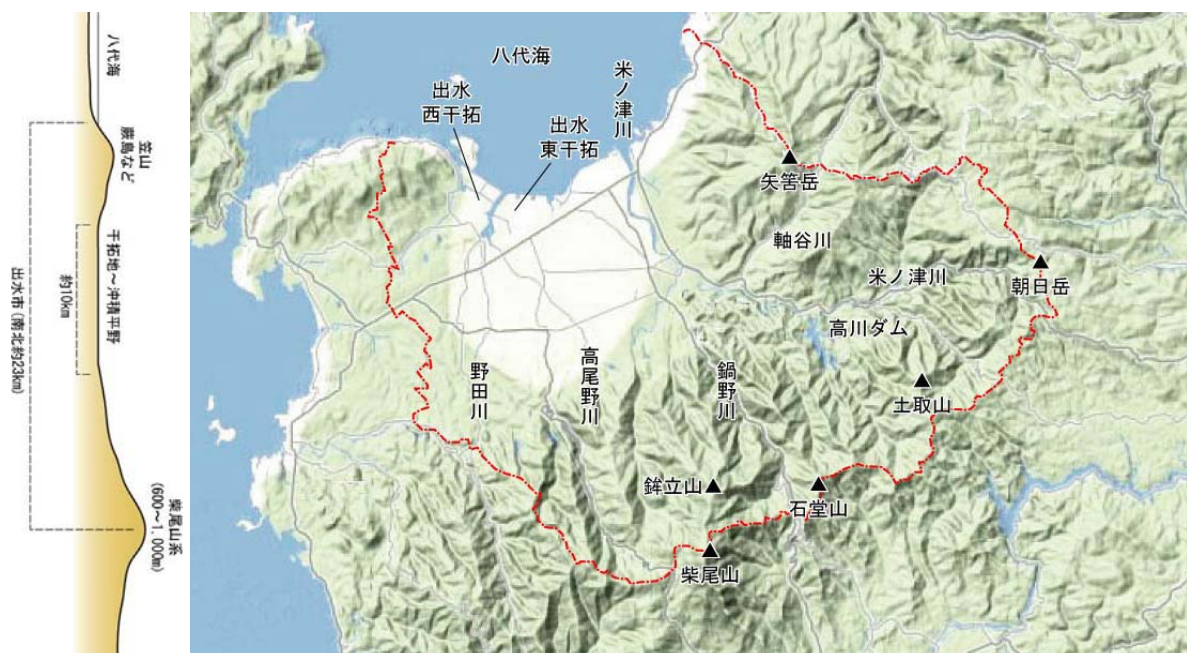 八代海
笠山
蕨島など
干拓地～沖積平野
約10km
出水市(南北約23km)
柴尾山系
(600～1,000m)
八代海
米ノ津川
出水
西干拓
出水
東干拓
矢筈岳
軸谷川
米ノ津川
朝日岳
高川ダム
野田川
高尾野川
鍋野川
土取山
鉾立山
石堂山
柴尾山